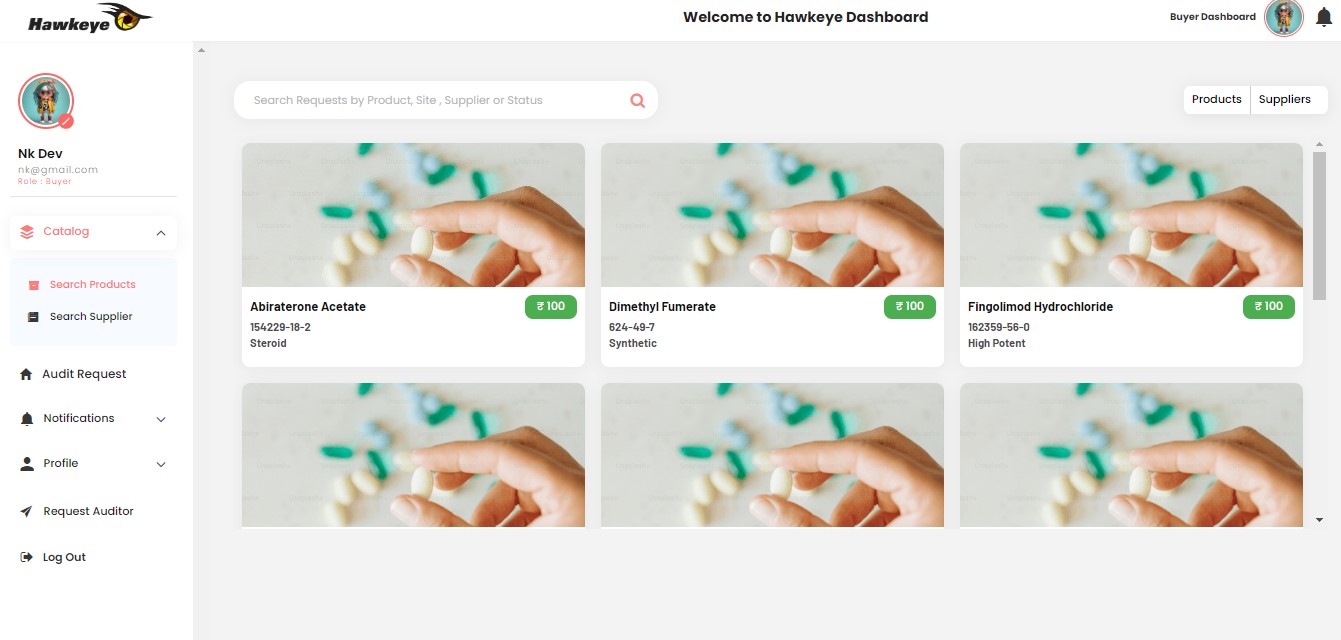 Hawkeye
Welcome to Hawkeye Dashboard
Buyer Dashboard
Nk Dev
nk@gmail.com
Role : Buyer
Catalog
Search Products
Search Supplier
Audit Request
Notifications
Profile
Request Auditor
Log Out
Search Requests by Product, Site , Supplier or Status
Products
Suppliers
Abiraterone Acetate
₹ 100
154229-18-2
Steroid
Dimethyl Fumarate
₹ 100
624-49-7
Synthetic
Fingolimod Hydrochloride
₹ 100
162359-56-0
High Potent